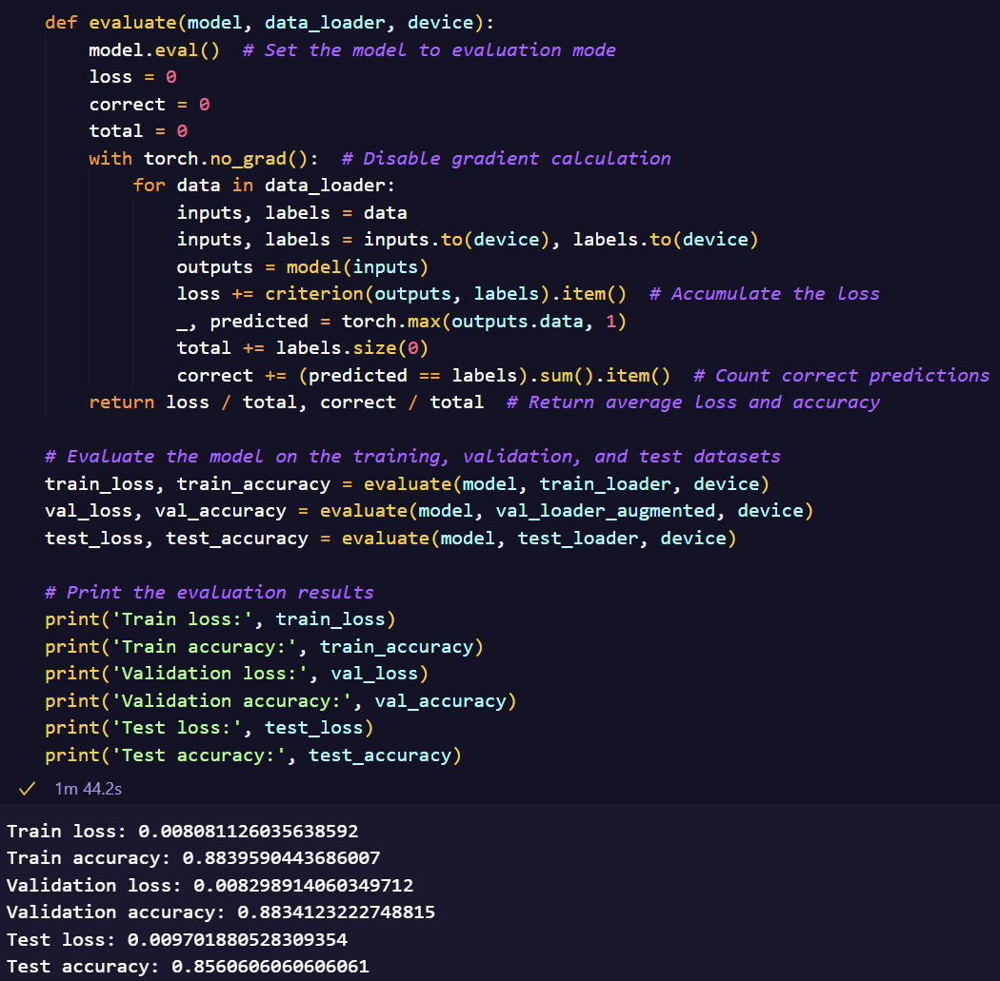 def evaluate(model, data_loader, device):
    model.eval()  # Set the model to evaluation mode
    loss = 0
    correct = 0
    total = 0
    with torch.no_grad():  # Disable gradient calculation
        for data in data_loader:
            inputs, labels = data
            inputs, labels = inputs.to(device), labels.to(device)
            outputs = model(inputs)
            loss += criterion(outputs, labels).item()  # Accumulate the loss
            _, predicted = torch.max(outputs.data, 1)
            total += labels.size(0)
            correct += (predicted == labels).sum().item()  # Count correct predictions
    return loss / total, correct / total  # Return average loss and accuracy

# Evaluate the model on the training, validation, and test datasets
train_loss, train_accuracy = evaluate(model, train_loader, device)
val_loss, val_accuracy = evaluate(model, val_loader_augmented, device)
test_loss, test_accuracy = evaluate(model, test_loader, device)

# Print the evaluation results
print('Train loss:', train_loss)
print('Train accuracy:', train_accuracy)
print('Validation loss:', val_loss)
print('Validation accuracy:', val_accuracy)
print('Test loss:', test_loss)
print('Test accuracy:', test_accuracy)
✓ 1m 44.2s
Train loss: 0.008081126035638592
Train accuracy: 0.8839590443686007
Validation loss: 0.008298914060349712
Validation accuracy: 0.8834123222748815
Test loss: 0.009701880528309354
Test accuracy: 0.8560606060606061